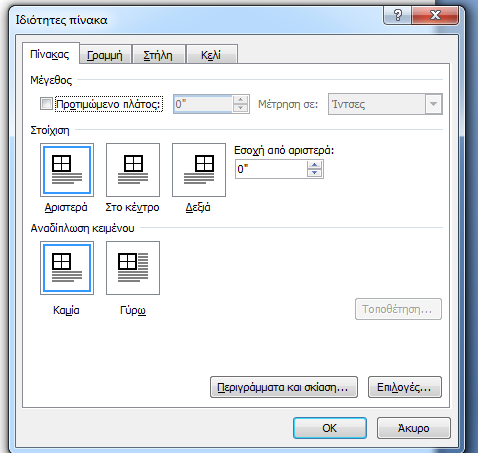 Ιδιότητες πίνακα
Πίνακας Γραμμή Στήλη Κελί
Μέγεθος
Προτιμώμενο πλάτος: 0" Μέτρηση σε: Ίντσες
Στοίχιση
Εσοχή από αριστερά:
0"
Αριστερά Στο κέντρο Δεξιά
Αναδίπλωση κειμένου
Καμία Γύρω
Τοποθέτηση...
Περιγράμματα και σκίαση... Επιλογές...
OK Άκυρο